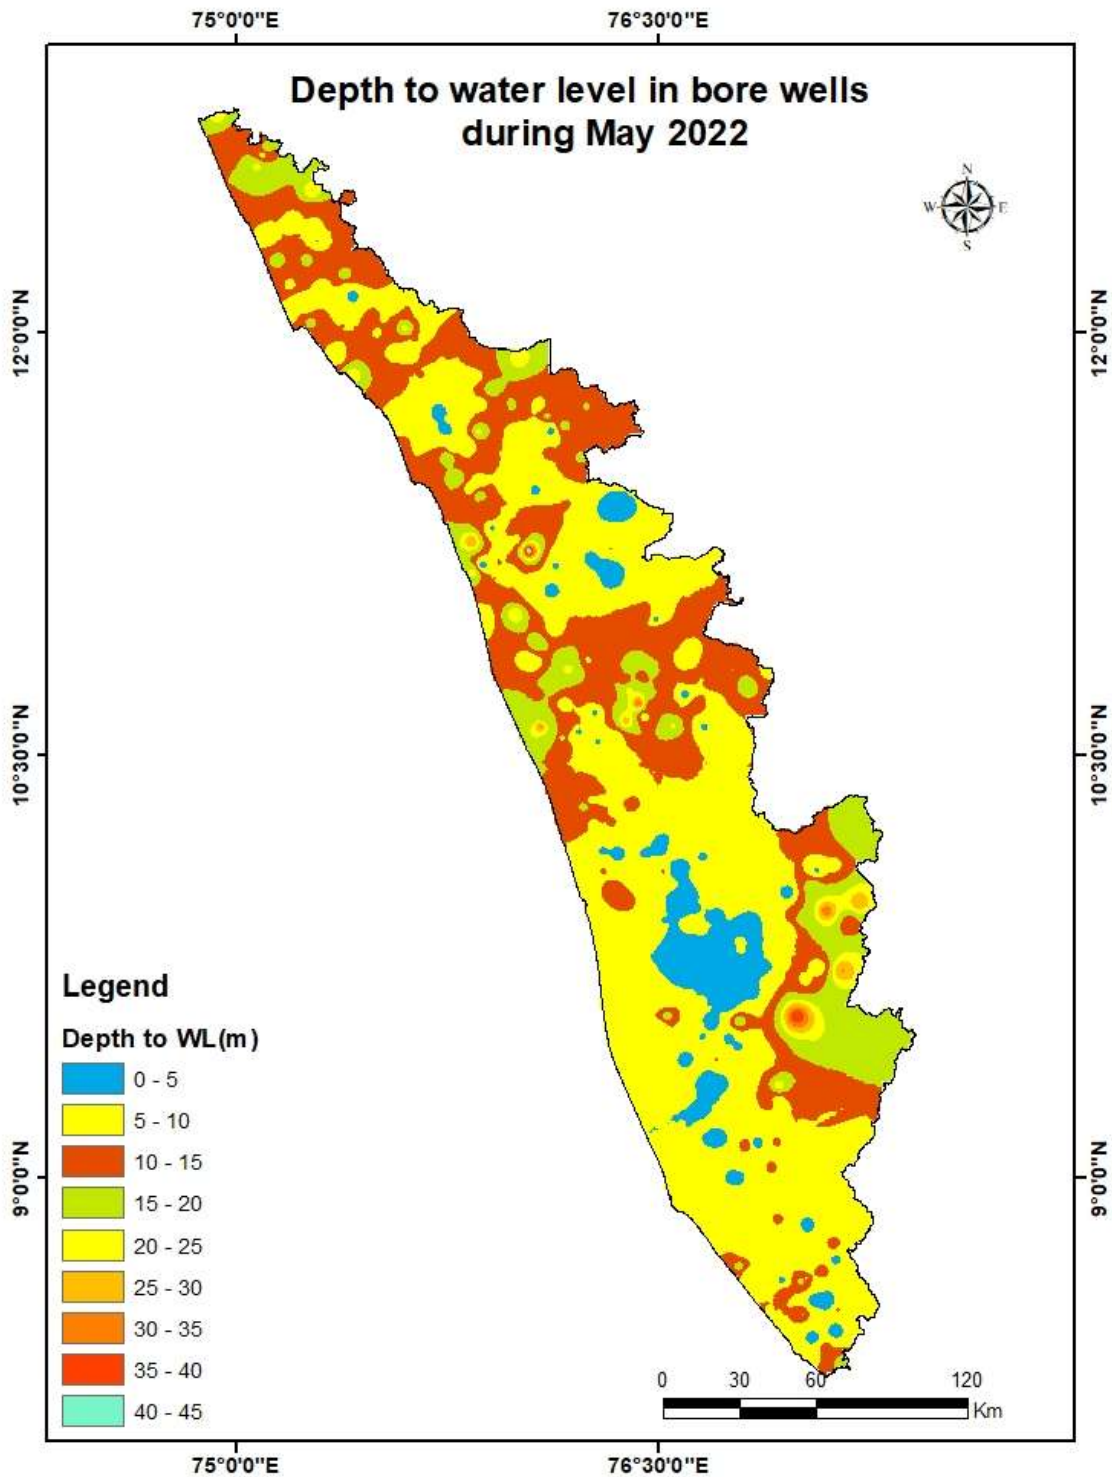 75°0'0"E 76°30'0"E
Depth to water level in bore wells
during May 2022
N
W E
S
12°0'0"N 12°0'0"N
10°30'0"N 10°30'0"N
Legend
Depth to WL(m)
0 - 5
5 - 10
10 - 15
15 - 20
20 - 25
25 - 30
30 - 35
35 - 40
40 - 45
9°0'0"N 9°0'0"N
0 30 60 120
Km
75°0'0"E 76°30'0"E